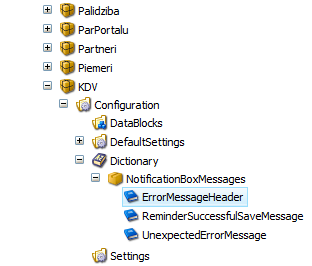 Palidziba
ParPortalu
Partneri
Piemeri
KDV
Configuration
DataBlocks
DefaultSettings
Dictionary
NotificationBoxMessages
ErrorMessageHeader
ReminderSuccessfulSaveMessage
UnexpectedErrorMessage
Settings